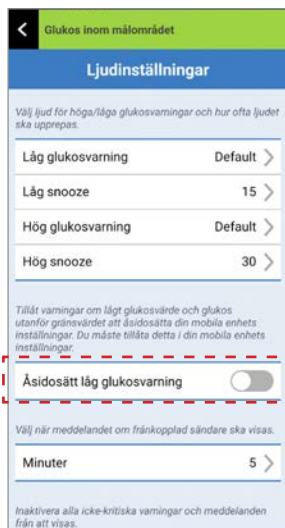 Glukos inom målområdet
Ljudinställningar
Välj ljud för höga/låga glukosvarningar och hur ofta ljudet
ska upprepas.
Låg glukosvarning Default
Låg snooze 15
Hög glukosvarning Default
Hög snooze 30
Tillåt varningar om lågt glukosvärde och glukos
utanför gränsvärdet att åsidosätta din mobila enhets
inställningar. Du måste tillåta detta i din mobila enhets
inställningar.
Åsidosätt låg glukosvarning
Välj när meddelandet om frånkopplad sändare ska visas.
Minuter 5
Inaktivera alla icke-kritiska varningar och meddelanden
från att visas.